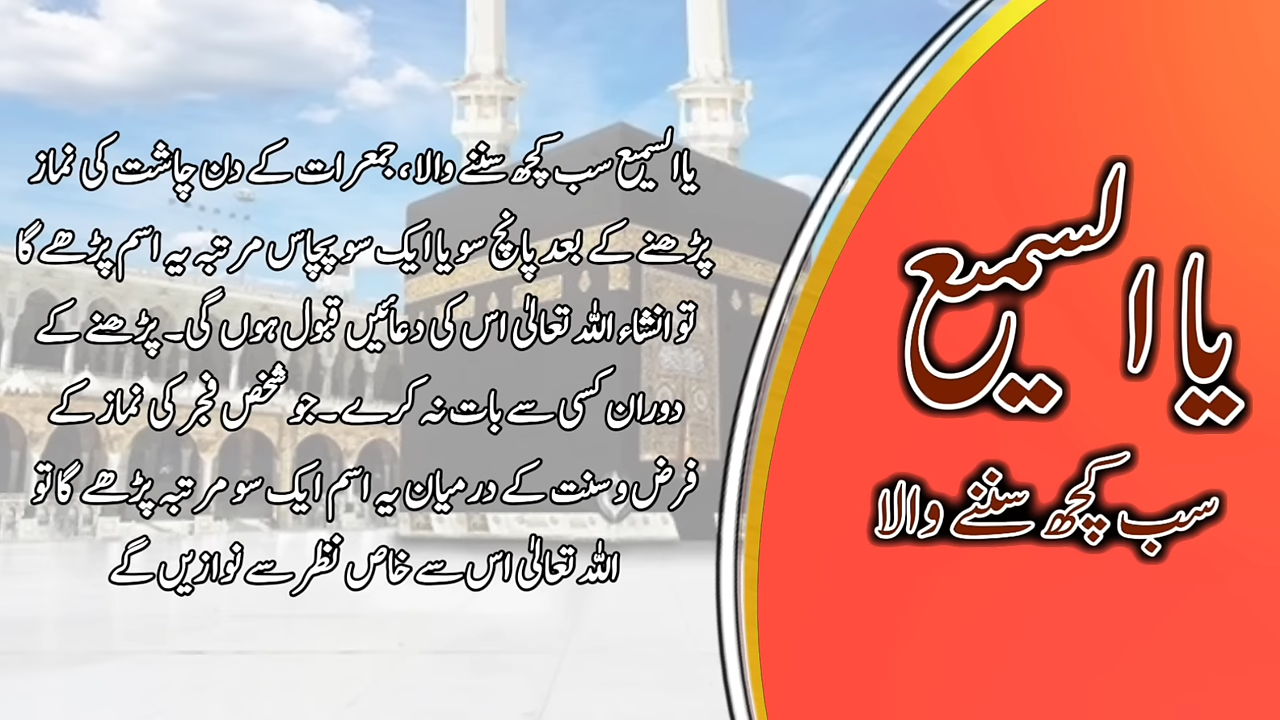 یا السمیع
سب کچھ سننے والا
یاالسمیع سب کچھ سننے والا، جمعرات کے دن چاشت کی نماز
پڑھنے کے بعد پانچ سو یا ایک سو پچاس مرتبہ یہ اسم پڑھے گا
تو انشاء اللہ تعالیٰ اس کی دعائیں قبول ہوں گی۔ پڑھنے کے
دوران کسی سے بات نہ کرے۔ جو شخص فجر کی نماز کے
فرض و سنت کے درمیان یہ اسم ایک سو مرتبہ پڑھے گا تو
اللہ تعالیٰ اس سے خاص نظر سے نوازیں گے